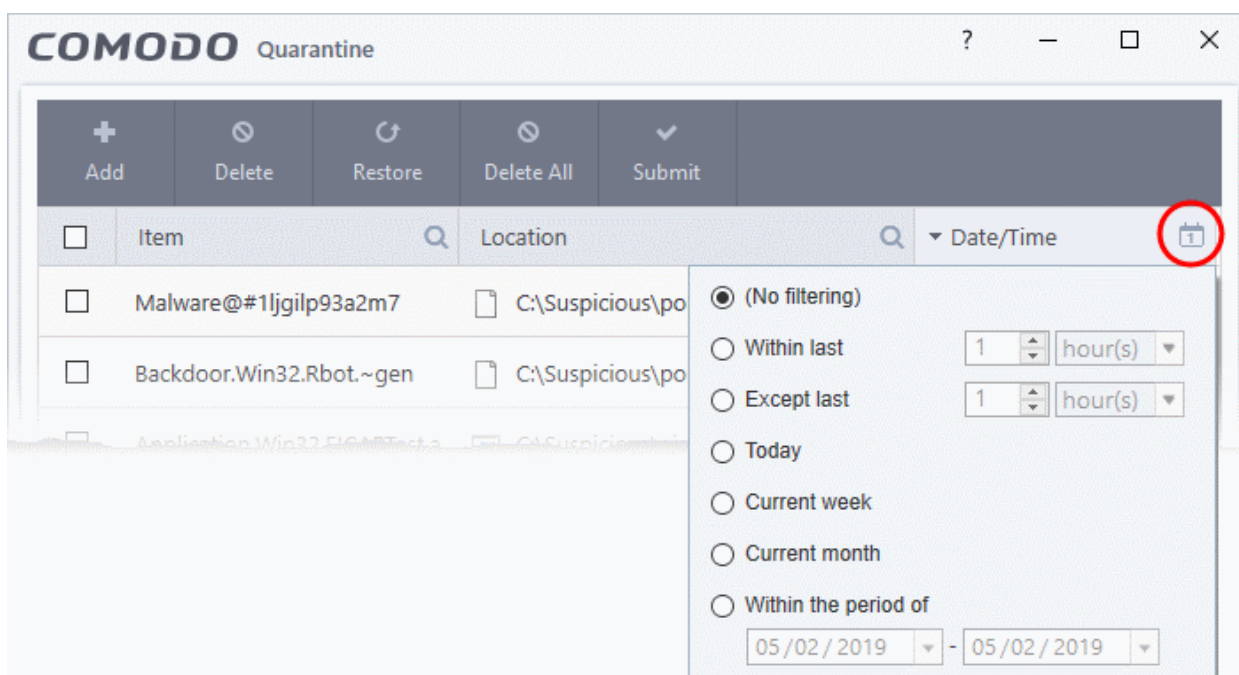 COMODO Quarantine ?
Add Delete Restore Delete All Submit
Item Location Date/Time 1
Malware@#1ljgilp93a2m7 C:\Suspicious\po
Backdoor.Win32.Rbot.~gen C:\Suspicious\po
(No filtering)
Within last 1 hour(s)
Except last 1 hour(s)
Today
Current week
Current month
Within the period of
05/02/2019 - 05/02/2019